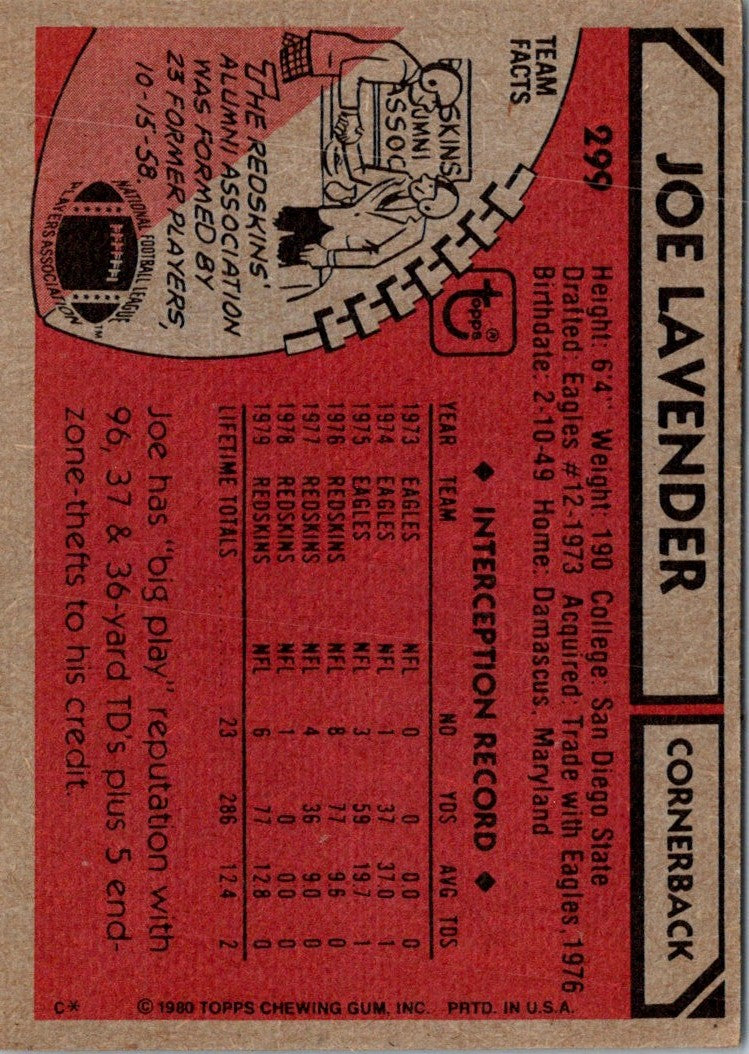 JOE LAVENDER
CORNERBACK
299
Height: 6'4" Weight: 190 College: San Diego State
Drafted: Eagles #12-1973 Acquired: Trade with Eagles, 1976
Birthdate: 2-10-49 Home: Damascus, Maryland
topps®
TEAM
FACTS
SKINS
UMNI
ASSOC
THE REDSKINS'
ALUMNI ASSOCIATION
WAS FORMED BY
23 FORMER PLAYERS,
10-15-58.
NATIONAL FOOTBALL LEAGUE
PLAYERS ASSOCIATION
TM
◆ INTERCEPTION RECORD ◆
YEAR TEAM NO YDS AVG TDS
1973 EAGLES NFL 0 0 0.0 0
1974 EAGLES NFL 1 37 37.0 1
1975 EAGLES NFL 3 59 19.7 1
1976 REDSKINS NFL 8 77 9.6 0
1977 REDSKINS NFL 4 36 9.0 0
1978 REDSKINS NFL 1 0 0.0 0
1979 REDSKINS NFL 6 77 12.8 0
LIFETIME TOTALS 23 286 12.4 2
Joe has "big play" reputation with
96, 37 & 36-yard TD's plus 5 end-
zone-thefts to his credit.
C*
© 1980 TOPPS CHEWING GUM, INC. PRTD. IN U.S.A.